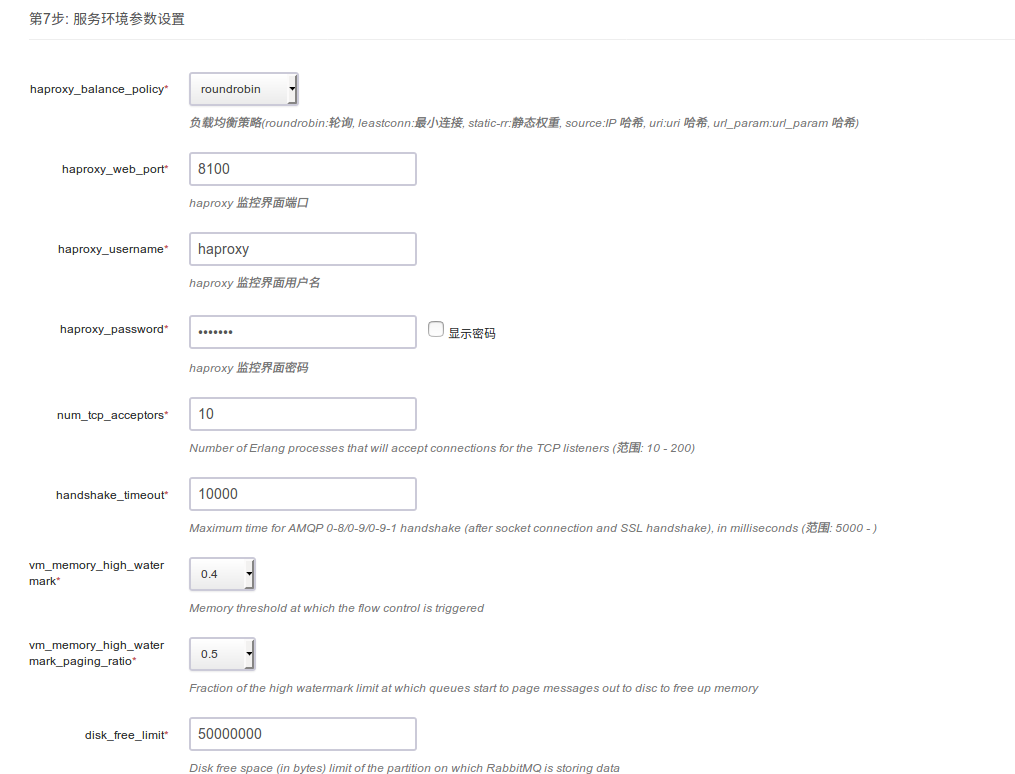 第7步: 服务环境参数设置
haproxy_balance_policy*
roundrobin
负载均衡策略(roundrobin:轮询, leastconn:最小连接, static-rr:静态权重, source:IP 哈希, uri:uri 哈希, url_param:url_param 哈希)
haproxy_web_port*
8100
haproxy 监控界面端口
haproxy_username*
haproxy
haproxy 监控界面用户名
haproxy_password*
•••••••
显示密码
haproxy 监控界面密码
num_tcp_acceptors*
10
Number of Erlang processes that will accept connections for the TCP listeners (范围: 10 - 200)
handshake_timeout*
10000
Maximum time for AMQP 0-8/0-9/0-9-1 handshake (after socket connection and SSL handshake), in milliseconds (范围: 5000 - )
vm_memory_high_water
mark*
0.4
Memory threshold at which the flow control is triggered
vm_memory_high_water
mark_paging_ratio*
0.5
Fraction of the high watermark limit at which queues start to page messages out to disc to free up memory
disk_free_limit*
50000000
Disk free space (in bytes) limit of the partition on which RabbitMQ is storing data